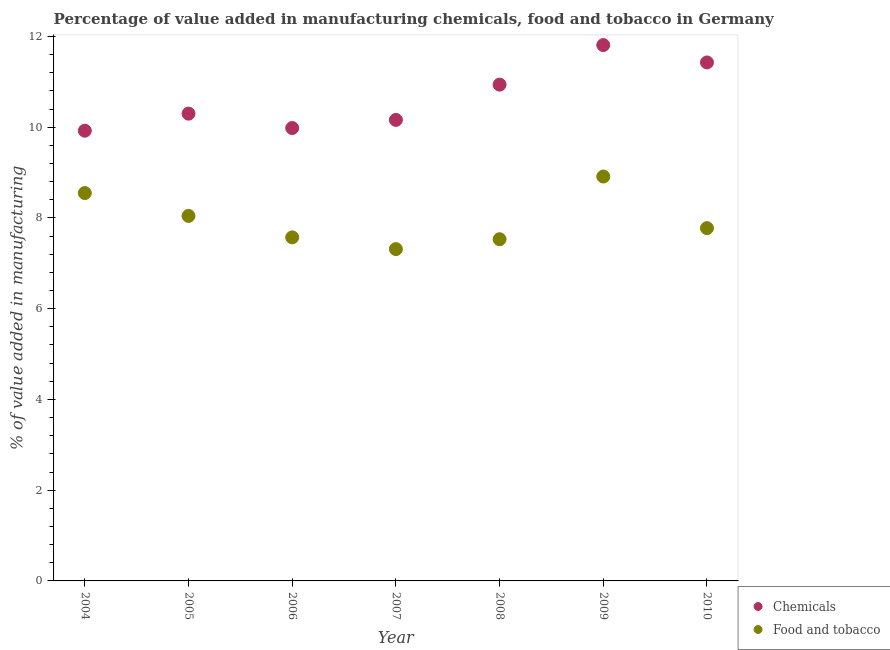 Percentage of value added in manufacturing chemicals, food and tobacco in Germany
% of value added in manufacturing
12
10
8
6
4
2
0
2004
2005
2006
2007
2008
2009
2010
Year
Chemicals
Food and tobacco